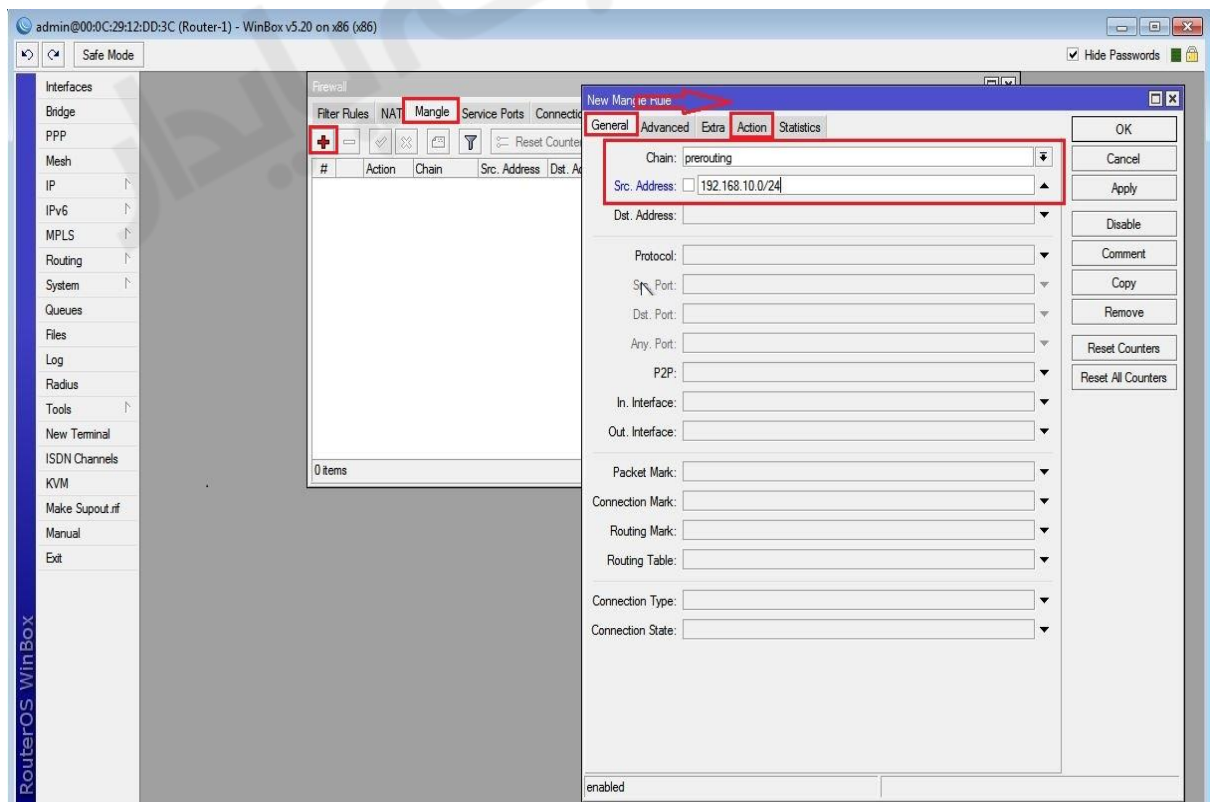 admin@00:0C:29:12:DD:3C (Router-1) - WinBox v5.20 on x86 (x86)
Safe Mode
Hide Passwords
Interfaces
Bridge
PPP
Mesh
IP
IPv6
MPLS
Routing
System
Queues
Files
Log
Radius
Tools
New Terminal
ISDN Channels
KVM
Make Supout.rif
Manual
Exit
RouterOS WinBox
Firewall
Filter Rules NAT Mangle Service Ports
Reset
# Action Chain Src. Address
0 items
New Mangle Rule
General Advanced Extra Action Statistics
Chain: prerouting
Src. Address: 192.168.10.0/24
Dst. Address:
Protocol:
Port:
Dst. Port:
Any. Port:
P2P:
In. Interface:
Out. Interface:
Packet Mark:
Connection Mark:
Routing Mark:
Routing Table:
Connection Type:
Connection State:
enabled
OK
Cancel
Apply
Disable
Comment
Copy
Remove
Reset Counters
Reset All Counters